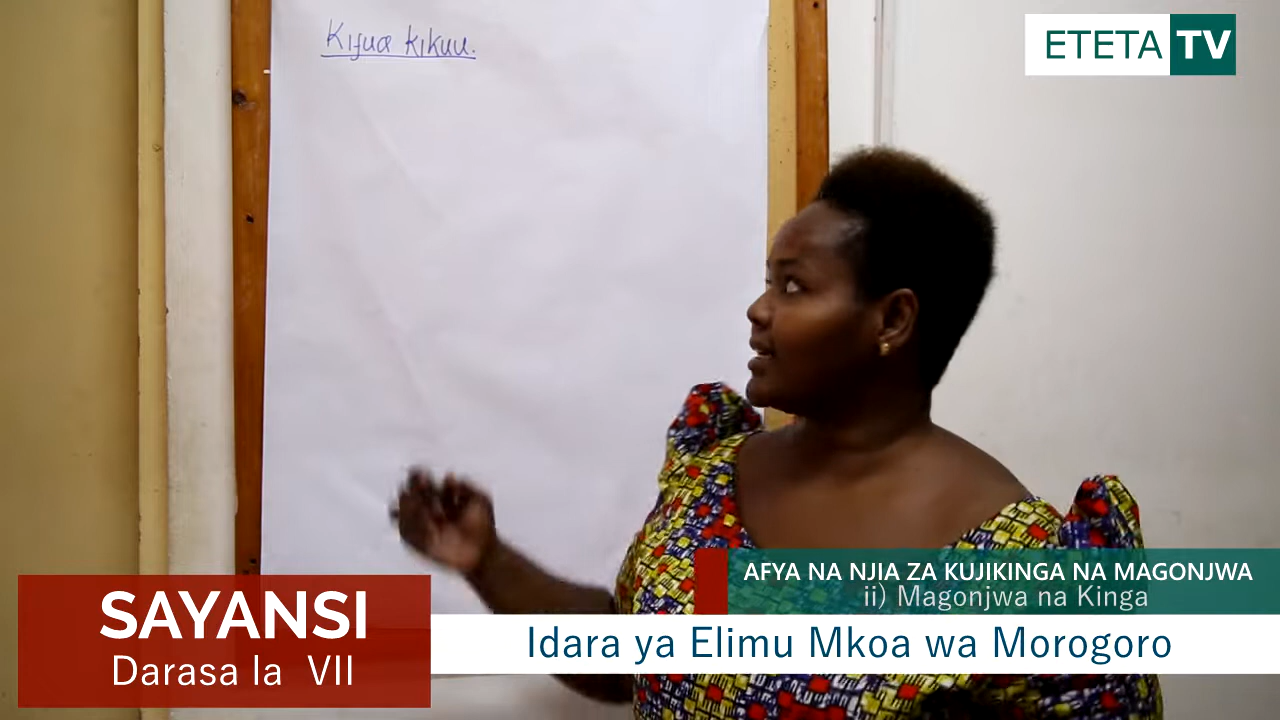 Kifua kikuu.
ETETA TV
AFYA NA NJIA ZA KUJIKINGA NA MAGONJWA
ii) Magonjwa na Kinga
SAYANSI
Darasa la VII
Idara ya Elimu Mkoa wa Morogoro